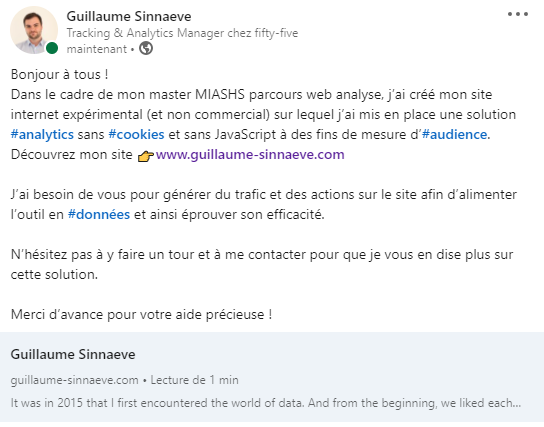 Guillaume Sinnaeve
Tracking & Analytics Manager chez fifty-five
maintenant •
Bonjour à tous !
Dans le cadre de mon master MIASHS parcours web analyse, j’ai créé mon site
internet expérimental (et non commercial) sur lequel j’ai mis en place une solution
#analytics sans #cookies et sans JavaScript à des fins de mesure d’#audience.
Découvrez mon site 👉www.guillaume-sinnaeve.com
J’ai besoin de vous pour générer du trafic et des actions sur le site afin d’alimenter
l’outil en #données et ainsi éprouver son efficacité.
N’hésitez pas à y faire un tour et à me contacter pour que je vous en dise plus sur
cette solution.
Merci d’avance pour votre aide précieuse !
Guillaume Sinnaeve
guillaume-sinnaeve.com • Lecture de 1 min
It was in 2015 that I first encountered the world of data. And from the beginning, we liked each...